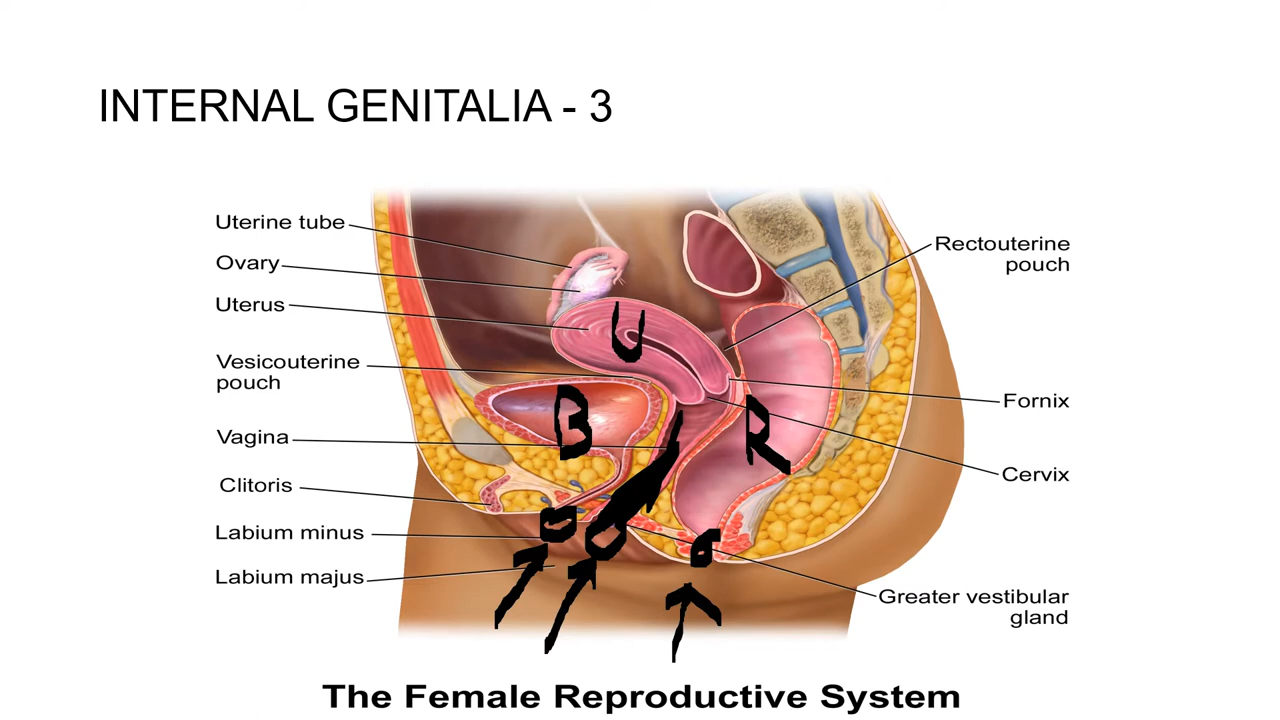 INTERNAL GENITALIA - 3
Uterine tube
Ovary
Uterus
Vesicouterine
pouch
Vagina
Clitoris
Labium minus
Labium majus
Rectouterine
pouch
Fornix
Cervix
Greater vestibular
gland
U
B
R
The Female Reproductive System